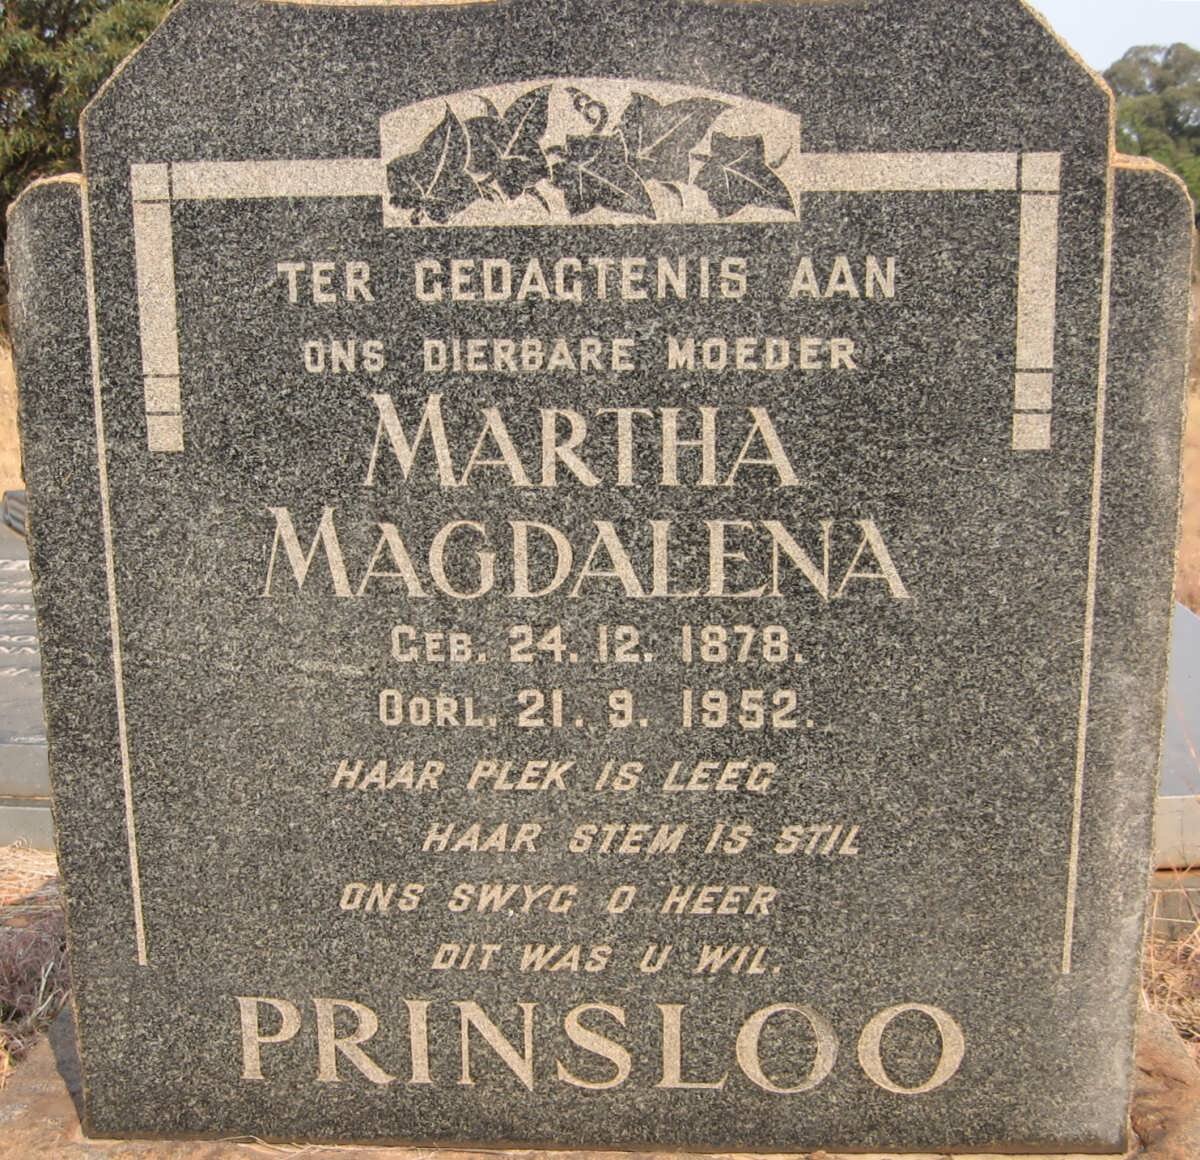 TER GEDAGTENIS AAN
ONS DIERBARE MOEDER
MARTHA
MAGDALENA
GEB. 24. 12. 1878.
OORL. 21. 9. 1952.
HAAR PLEK IS LEEG
HAAR STEM IS STIL
ONS SWYG O HEER
DIT WAS U WIL.
PRINSLOO